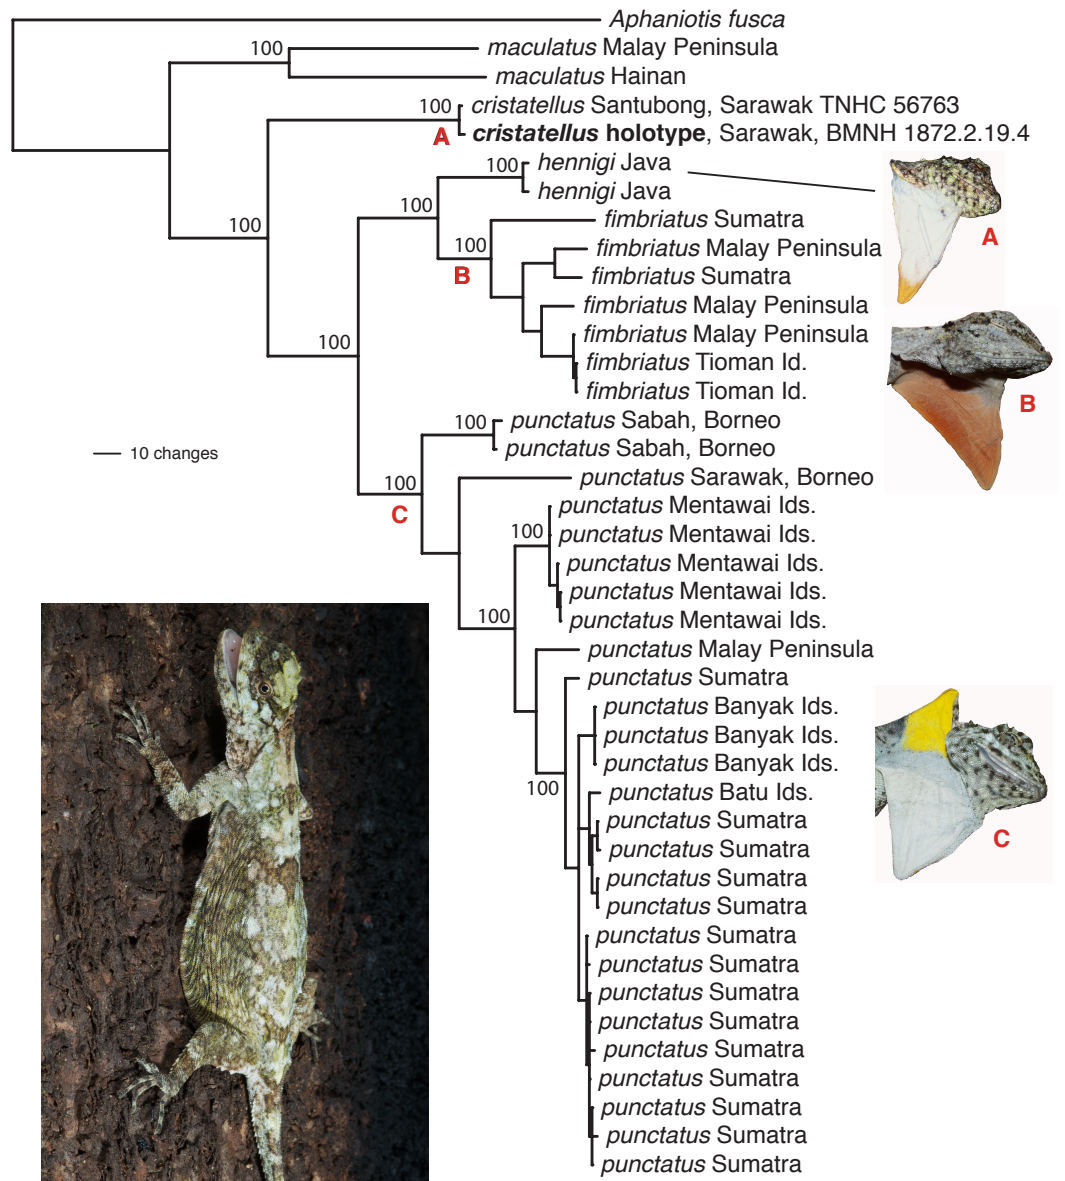 Aphaniotis fusca
100
maculatus Malay Peninsula
maculatus Hainan
100
cristatellus Santubong, Sarawak TNHC 56763
A
cristatellus holotype, Sarawak, BMNH 1872.2.19.4
100
hennigi Java
hennigi Java
100
100
fimbriatus Sumatra
A
100
B
fimbriatus Malay Peninsula
fimbriatus Sumatra
fimbriatus Malay Peninsula
100
fimbriatus Malay Peninsula
fimbriatus Tioman Id.
fimbriatus Tioman Id.
B
100
punctatus Sabah, Borneo
punctatus Sabah, Borneo
10 changes
100
C
punctatus Sarawak, Borneo
punctatus Mentawai Ids.
100
punctatus Mentawai Ids.
punctatus Mentawai Ids.
punctatus Mentawai Ids.
100
punctatus Mentawai Ids.
punctatus Malay Peninsula
punctatus Sumatra
punctatus Banyak Ids.
punctatus Banyak Ids.
punctatus Banyak Ids.
100
punctatus Batu Ids.
punctatus Sumatra
C
punctatus Sumatra
punctatus Sumatra
punctatus Sumatra
punctatus Sumatra
punctatus Sumatra
punctatus Sumatra
punctatus Sumatra
punctatus Sumatra
punctatus Sumatra
punctatus Sumatra
punctatus Sumatra
punctatus Sumatra